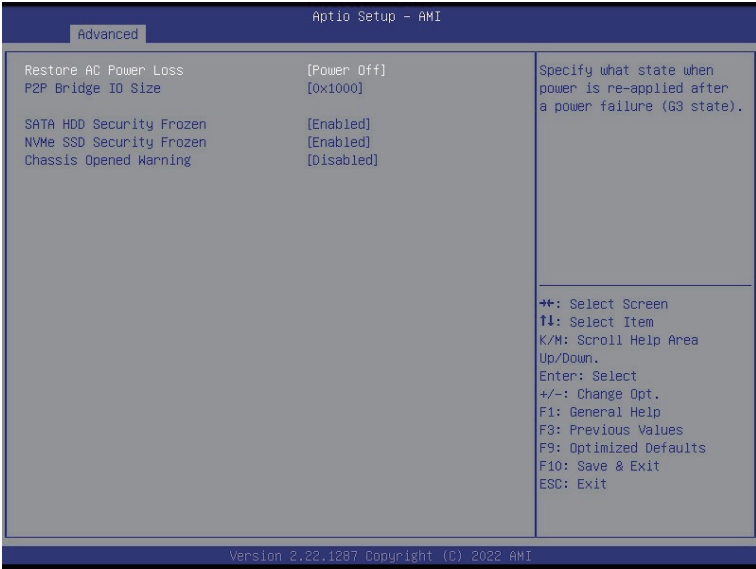 Aptio Setup – AMI
Advanced
Restore AC Power Loss [Power Off]
P2P Bridge IO Size [0x1000]
SATA HDD Security Frozen [Enabled]
NVMe SSD Security Frozen [Enabled]
Chassis Opened Warning [Disabled]
Specify what state when
power is re-applied after
a power failure (G3 state).
→←: Select Screen
↑↓: Select Item
K/M: Scroll Help Area
Up/Down.
Enter: Select
+/-: Change Opt.
F1: General Help
F3: Previous Values
F9: Optimized Defaults
F10: Save & Exit
ESC: Exit
Version 2.22.1287 Copyright (C) 2022 AMI